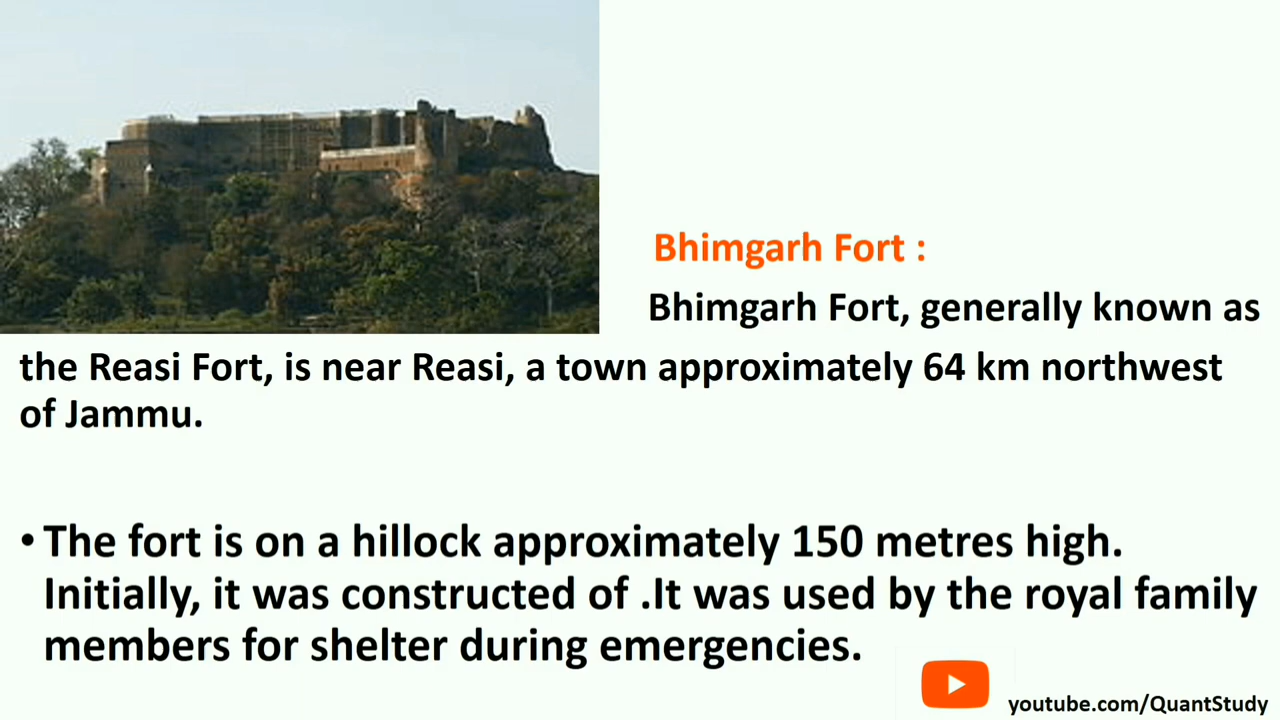 Bhimgarh Fort :
Bhimgarh Fort, generally known as
the Reasi Fort, is near Reasi, a town approximately 64 km northwest
of Jammu.
• The fort is on a hillock approximately 150 metres high.
Initially, it was constructed of .It was used by the royal family
members for shelter during emergencies.
youtube.com/QuantStudy